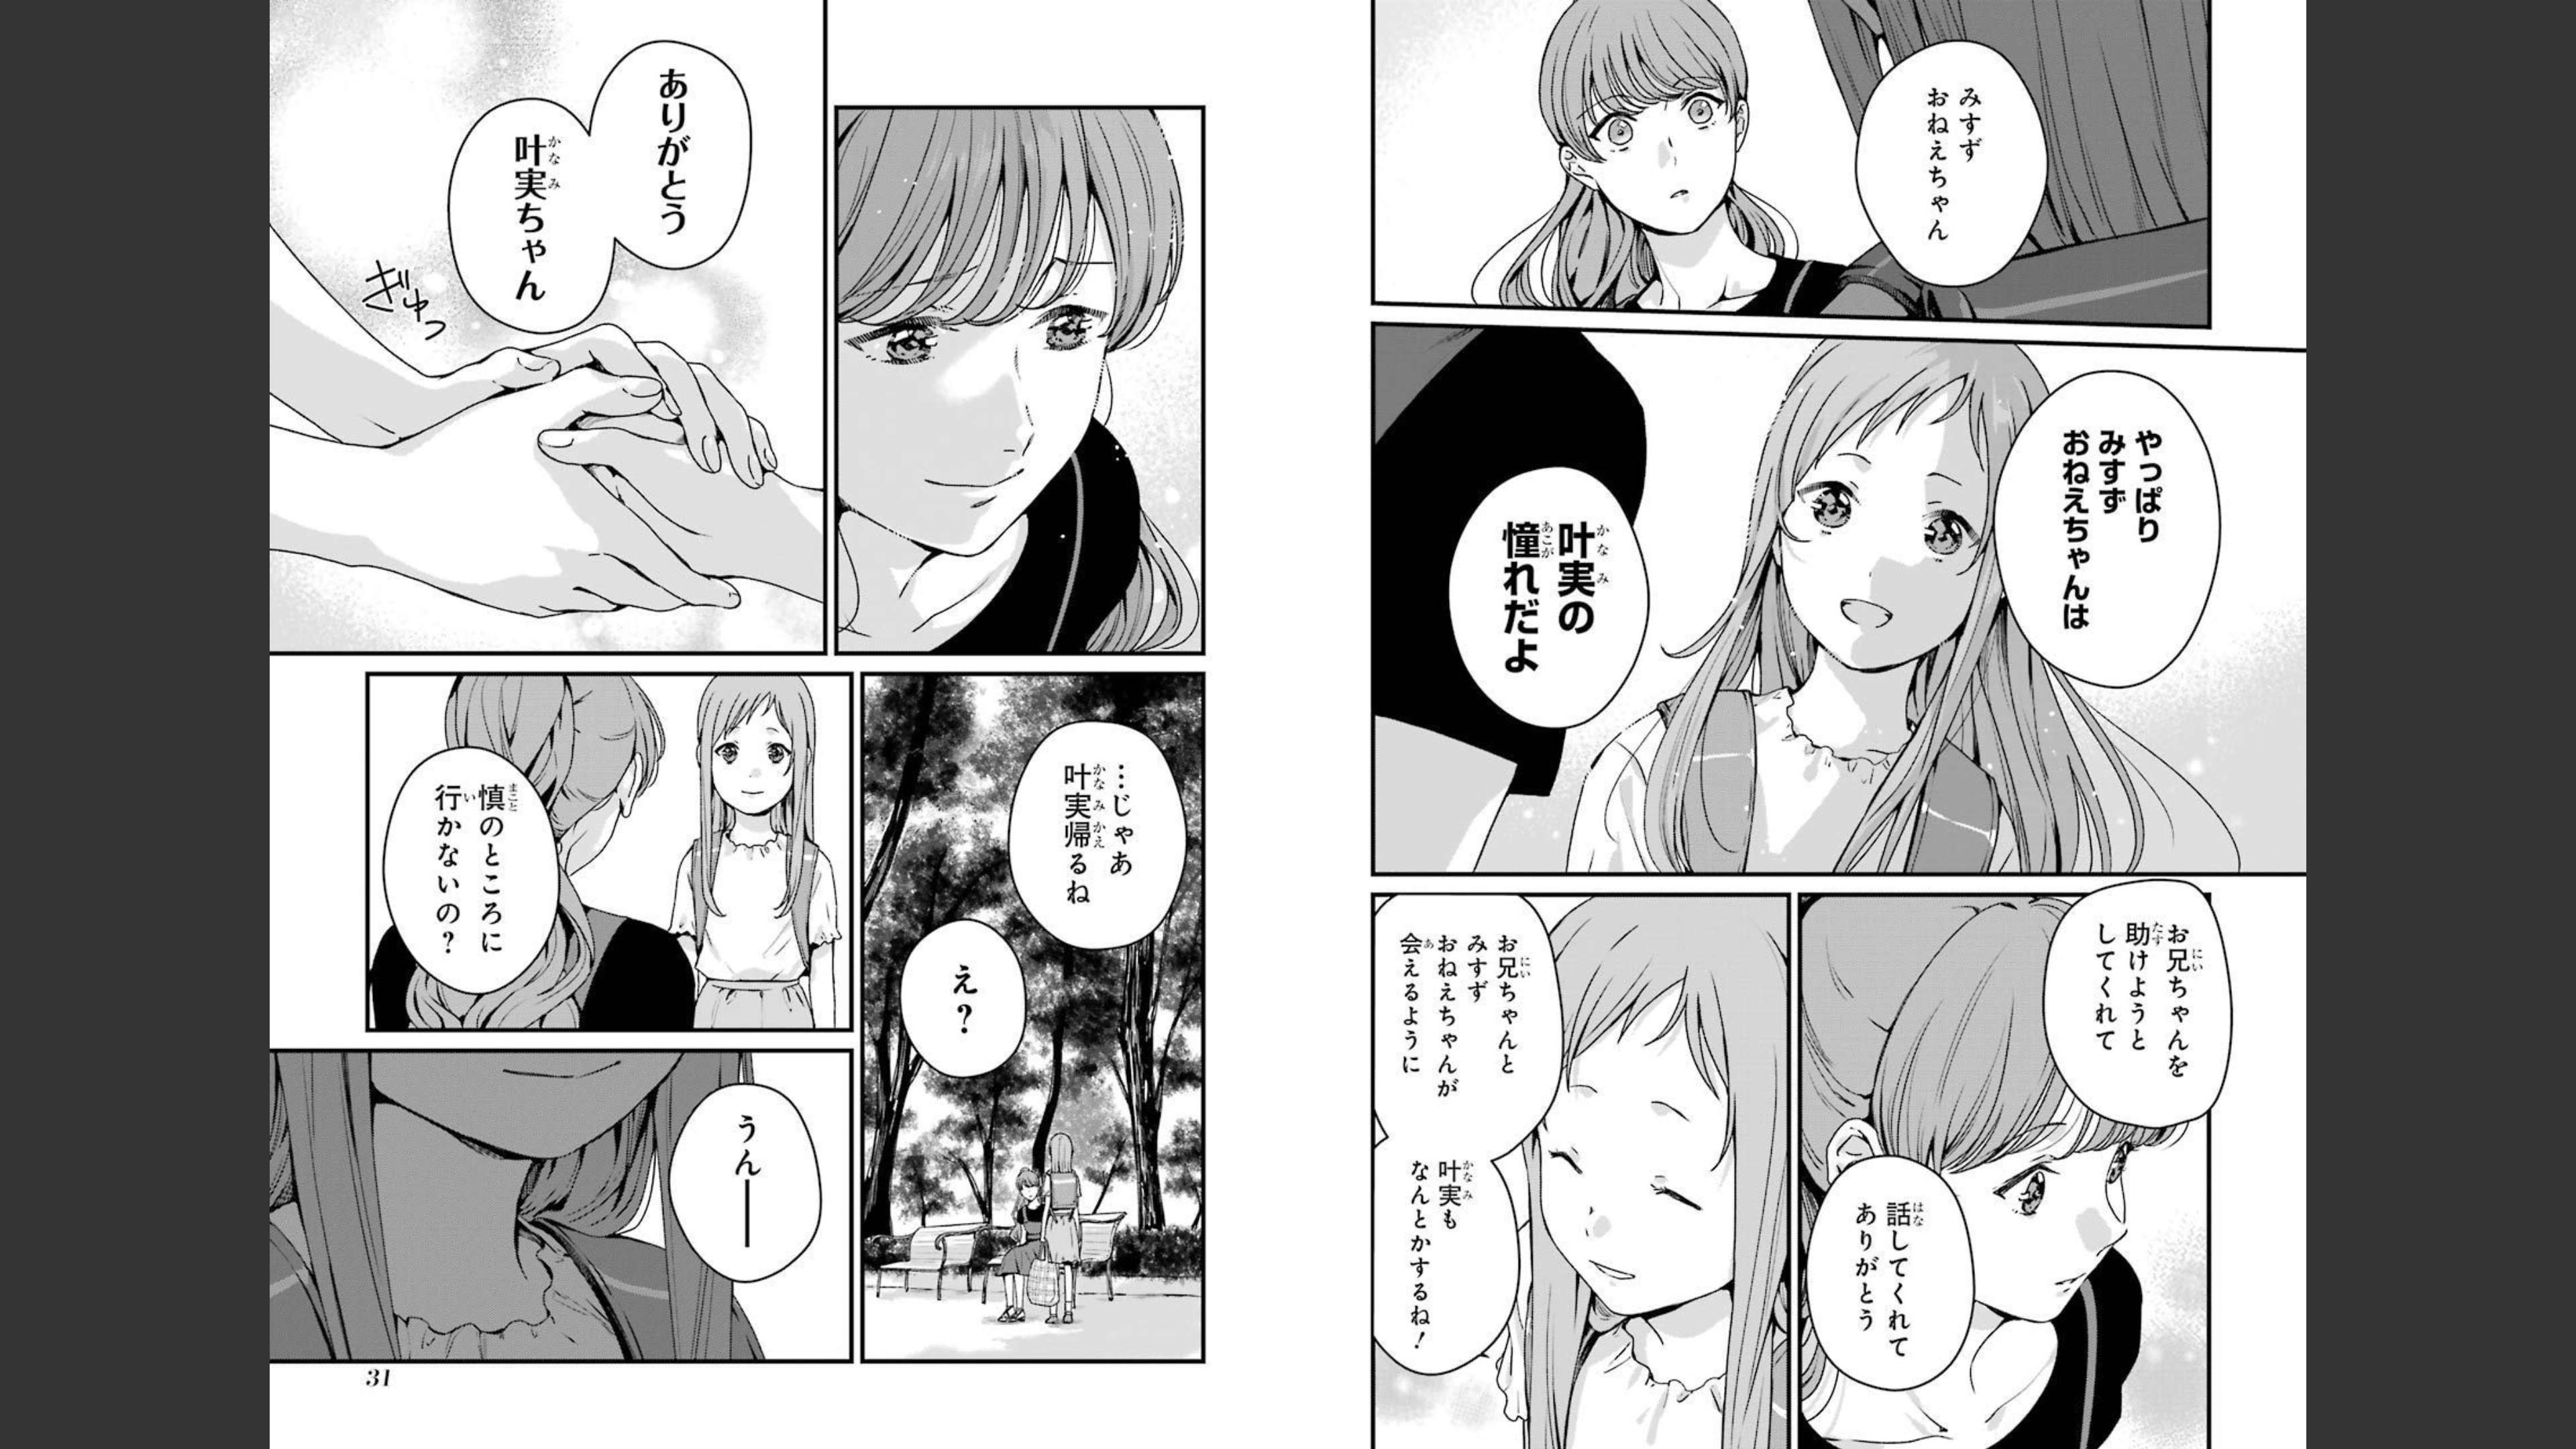 みすず
おねえちゃん
やっぱり
みすず
おねえちゃんは
叶実の
憧れだよ
お兄ちゃんを
助けようと
してくれて
話してくれて
ありがとう
お兄ちゃんと
みすず
おねえちゃんが
会えるように
叶実も
なんとかするね!
ありがとう
叶実ちゃん
ぎゅっ
…じゃあ
叶実帰るね
え?
慎のところに
行かないの?
うん――
31